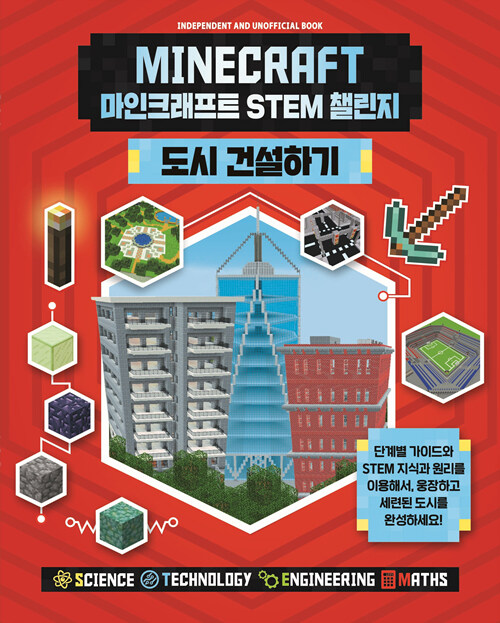 INDEPENDENT AND UNOFFICIAL BOOK
MINECRAFT
마인크래프트 STEM 챌린지
도시 건설하기
단계별 가이드와
STEM 지식과 원리를
이용해서, 웅장하고
세련된 도시를
완성하세요!
SCIENCE TECHNOLOGY ENGINEERING MATHS